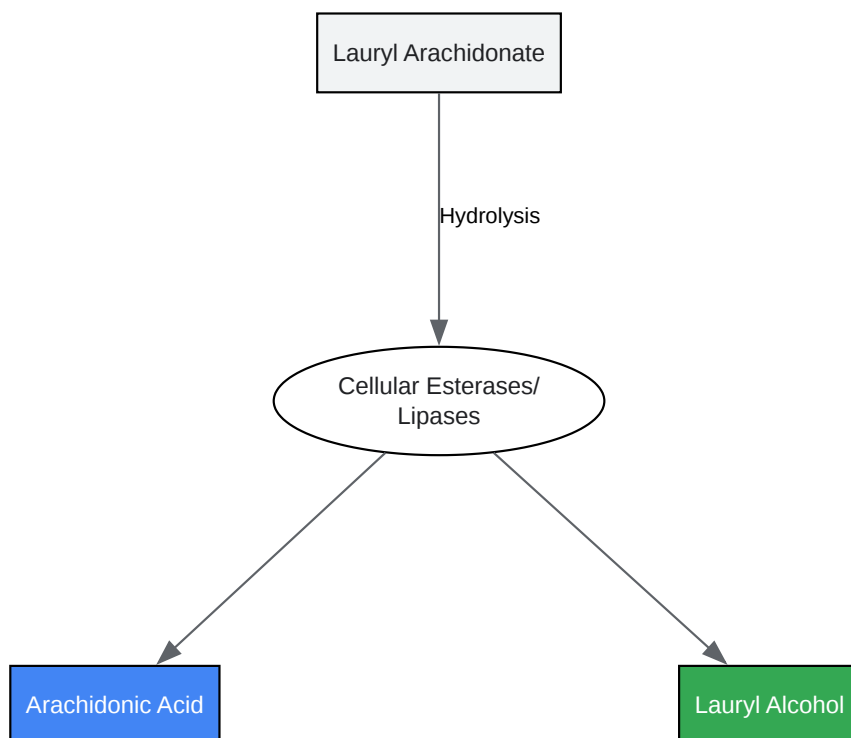 Lauryl Arachidonate
Hydrolysis
Cellular Esterases/
Lipases
Arachidonic Acid
Lauryl Alcohol